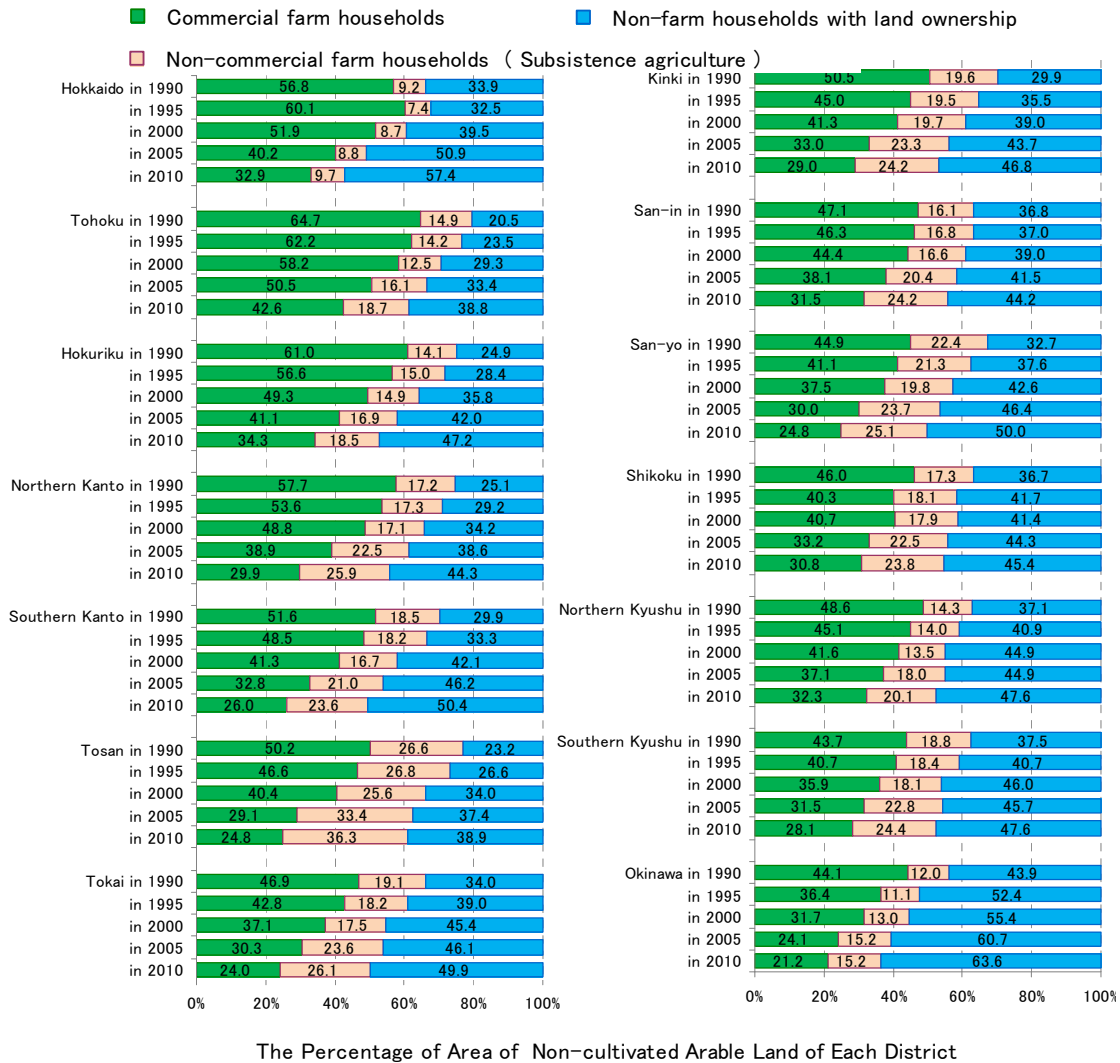 Commercial farm households
Non-farm households with land ownership
Non-commercial farm households ( Subsistence agriculture )
Hokkaido in 1990 56.8 9.2 33.9
in 1995 60.1 7.4 32.5
in 2000 51.9 8.7 39.5
in 2005 40.2 8.8 50.9
in 2010 32.9 9.7 57.4
Tohoku in 1990 64.7 14.9 20.5
in 1995 62.2 14.2 23.5
in 2000 58.2 12.5 29.3
in 2005 50.5 16.1 33.4
in 2010 42.6 18.7 38.8
Hokuriku in 1990 61.0 14.1 24.9
in 1995 56.6 15.0 28.4
in 2000 49.3 14.9 35.8
in 2005 41.1 16.9 42.0
in 2010 34.3 18.5 47.2
Northern Kanto in 1990 57.7 17.2 25.1
in 1995 53.6 17.3 29.2
in 2000 48.8 17.1 34.2
in 2005 38.9 22.5 38.6
in 2010 29.9 25.9 44.3
Southern Kanto in 1990 51.6 18.5 29.9
in 1995 48.5 18.2 33.3
in 2000 41.3 16.7 42.1
in 2005 32.8 21.0 46.2
in 2010 26.0 23.6 50.4
Tosan in 1990 50.2 26.6 23.2
in 1995 46.6 26.8 26.6
in 2000 40.4 25.6 34.0
in 2005 29.1 33.4 37.4
in 2010 24.8 36.3 38.9
Tokai in 1990 46.9 19.1 34.0
in 1995 42.8 18.2 39.0
in 2000 37.1 17.5 45.4
in 2005 30.3 23.6 46.1
in 2010 24.0 26.1 49.9
0% 20% 40% 60% 80% 100%
Kinki in 1990 50.5 19.6 29.9
in 1995 45.0 19.5 35.5
in 2000 41.3 19.7 39.0
in 2005 33.0 23.3 43.7
in 2010 29.0 24.2 46.8
San-in in 1990 47.1 16.1 36.8
in 1995 46.3 16.8 37.0
in 2000 44.4 16.6 39.0
in 2005 38.1 20.4 41.5
in 2010 31.5 24.2 44.2
San-yo in 1990 44.9 22.4 32.7
in 1995 41.1 21.3 37.6
in 2000 37.5 19.8 42.6
in 2005 30.0 23.7 46.4
in 2010 24.8 25.1 50.0
Shikoku in 1990 46.0 17.3 36.7
in 1995 40.3 18.1 41.7
in 2000 40.7 17.9 41.4
in 2005 33.2 22.5 44.3
in 2010 30.8 23.8 45.4
Northern Kyushu in 1990 48.6 14.3 37.1
in 1995 45.1 14.0 40.9
in 2000 41.6 13.5 44.9
in 2005 37.1 18.0 44.9
in 2010 32.3 20.1 47.6
Southern Kyushu in 1990 43.7 18.8 37.5
in 1995 40.7 18.4 40.7
in 2000 35.9 18.1 46.0
in 2005 31.5 22.8 45.7
in 2010 28.1 24.4 47.6
Okinawa in 1990 44.1 12.0 43.9
in 1995 36.4 11.1 52.4
in 2000 31.7 13.0 55.4
in 2005 24.1 15.2 60.7
in 2010 21.2 15.2 63.6
0% 20% 40% 60% 80% 100%
The Percentage of Area of Non-cultivated Arable Land of Each District